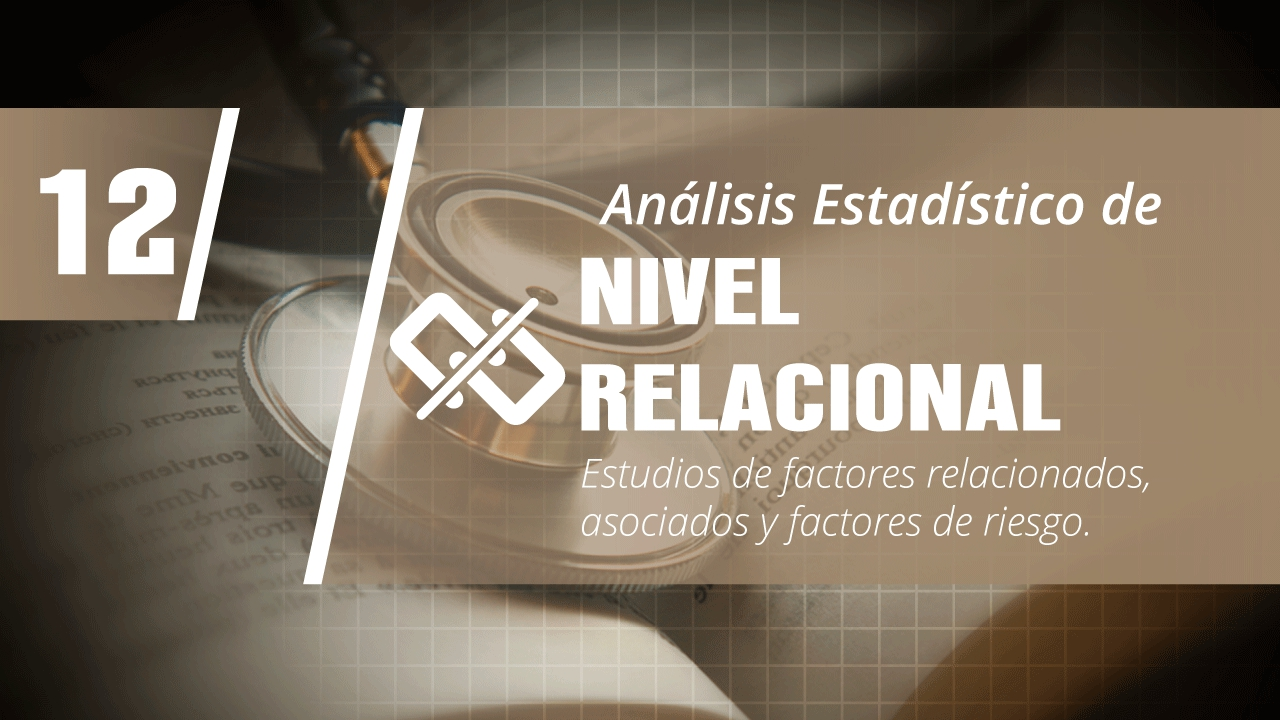 12
Análisis Estadístico de
NIVEL
RELACIONAL
Estudios de factores relacionados,
asociados y factores de riesgo.